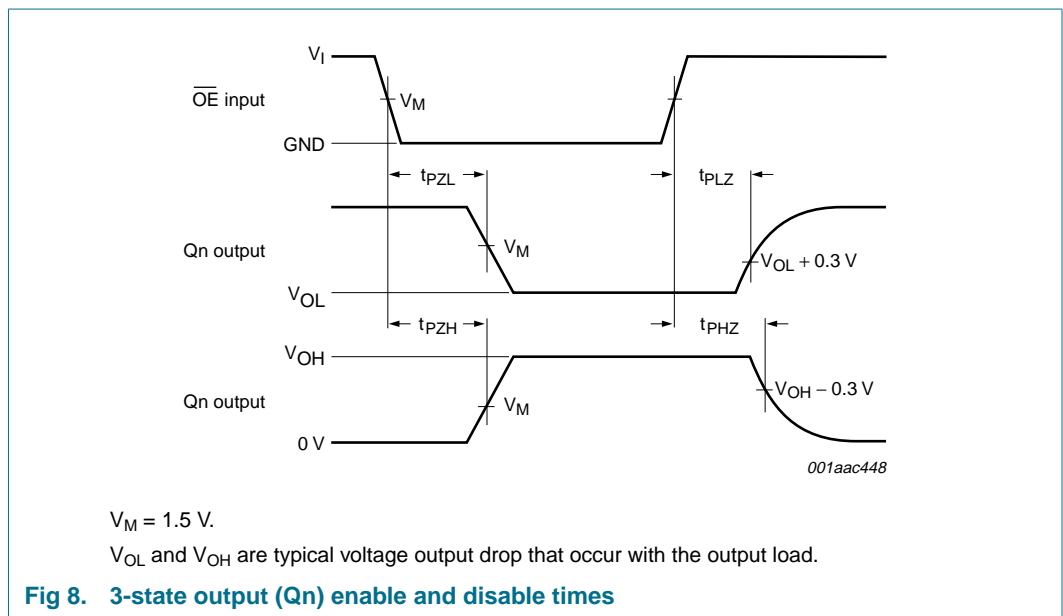 V_I
OE input
V_M
GND
t_PZL
t_PLZ
Qn output
V_M
V_OL + 0.3 V
V_OL
t_PZH
t_PHZ
V_OH
V_OH − 0.3 V
Qn output
V_M
0 V
001aac448
V_M = 1.5 V.
V_OL and V_OH are typical voltage output drop that occur with the output load.
Fig 8. 3-state output (Qn) enable and disable times